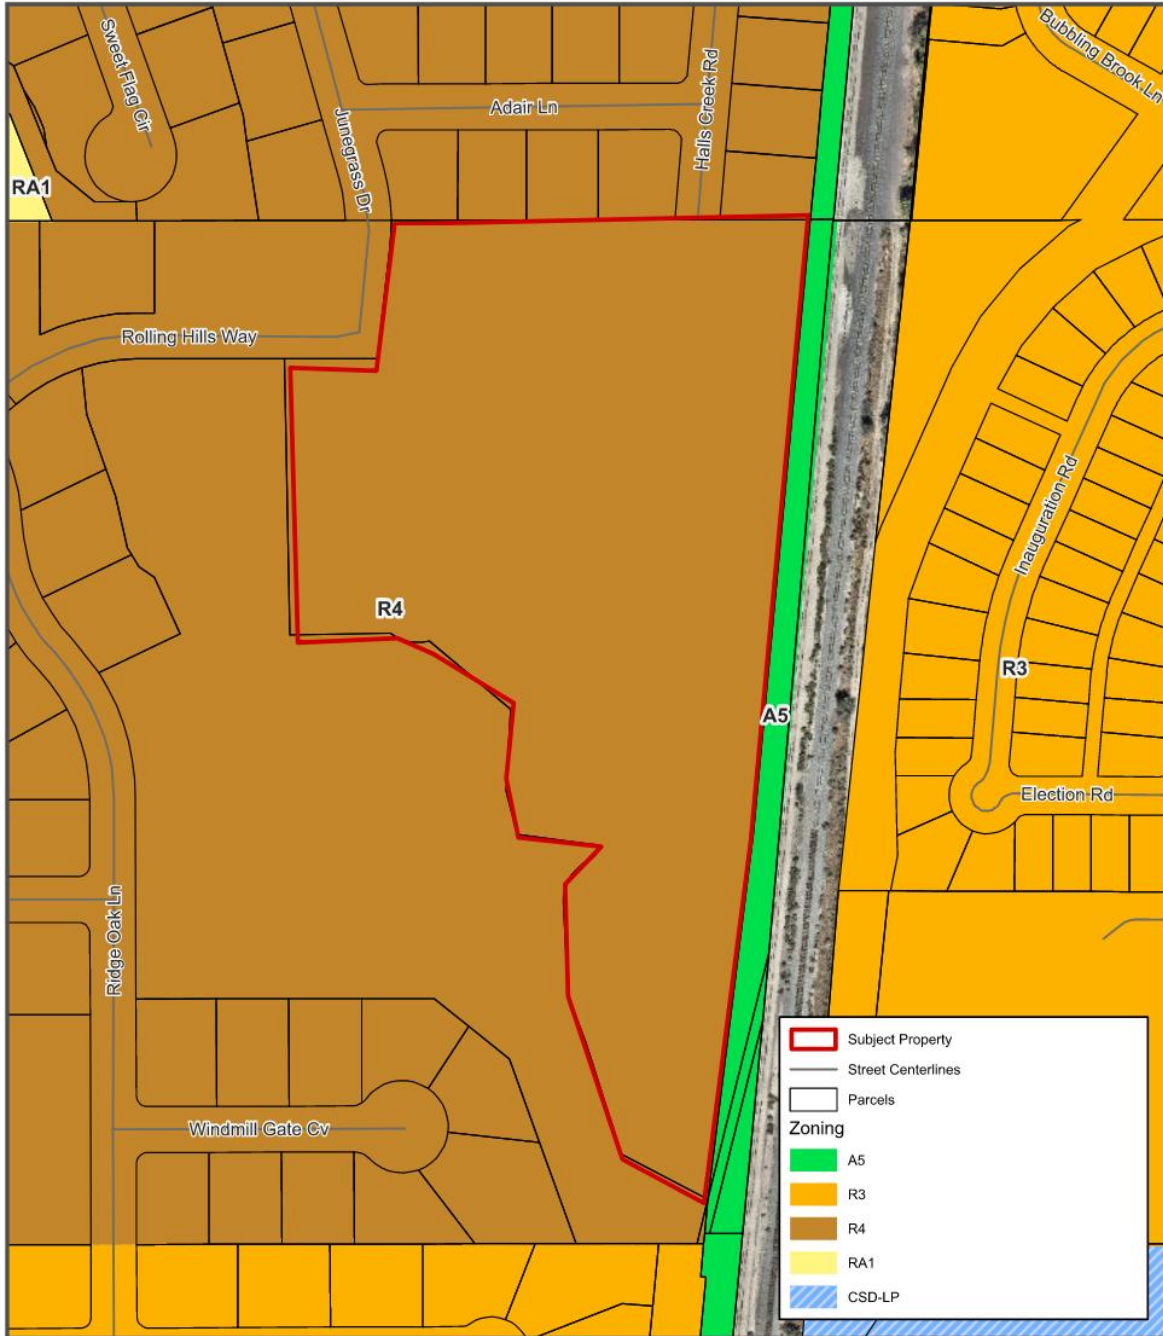 Sweet Flag Cir
Bubbling Brook Ln
Adair Ln
Junegrass Dr
Halls Creek Rd
RA1
Rolling Hills Way
Inauguration Rd
R4
R3
A5
Election Rd
Ridge Oak Ln
Windmill Gate Cv
Subject Property
Street Centerlines
Parcels
Zoning
A5
R3
R4
RA1
CSD-LP